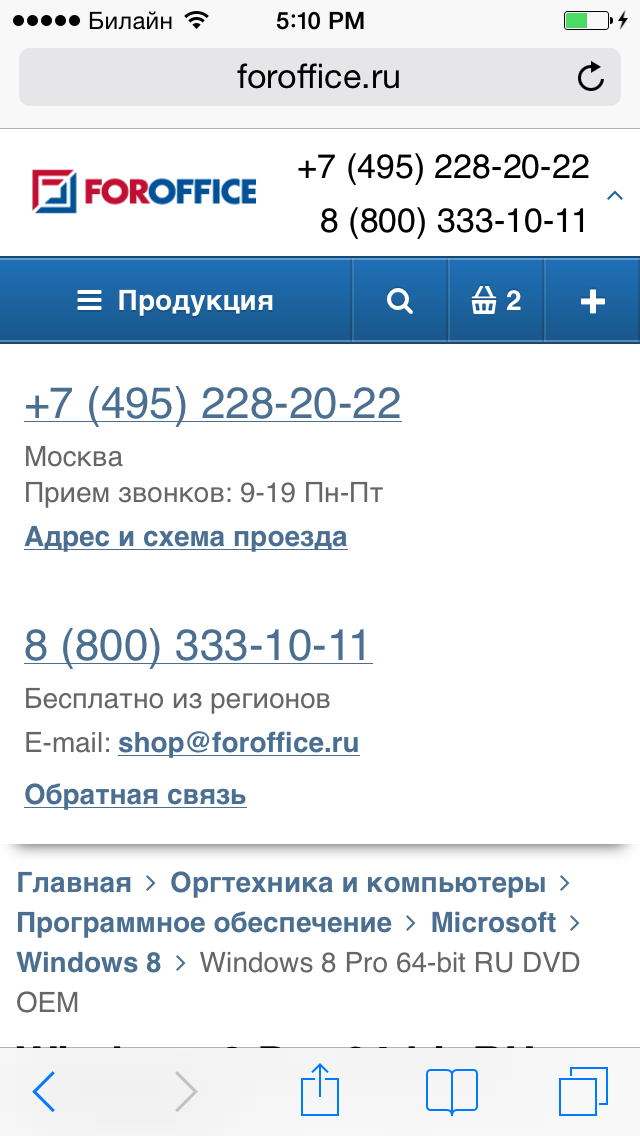 Билайн 5:10 PM
foroffice.ru
FOROFFICE
+7 (495) 228-20-22
8 (800) 333-10-11
Продукция 2
+7 (495) 228-20-22
Москва
Прием звонков: 9-19 Пн-Пт
Адрес и схема проезда
8 (800) 333-10-11
Бесплатно из регионов
E-mail: shop@foroffice.ru
Обратная связь
Главная > Оргтехника и компьютеры >
Программное обеспечение > Microsoft >
Windows 8 > Windows 8 Pro 64-bit RU DVD
OEM